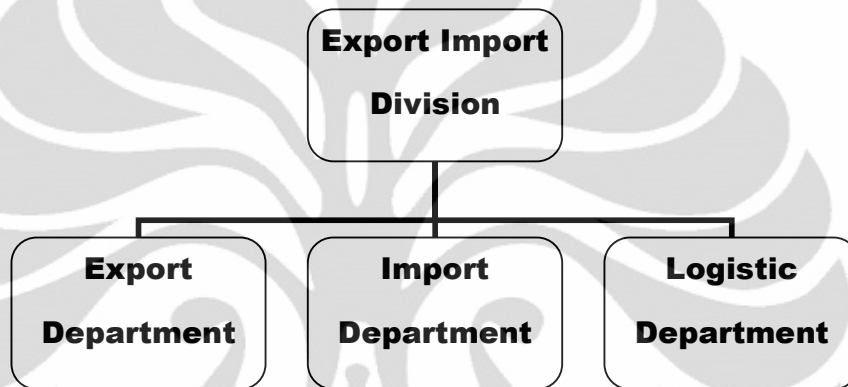 Export Import
Division
Export
Department
Import
Department
Logistic
Department